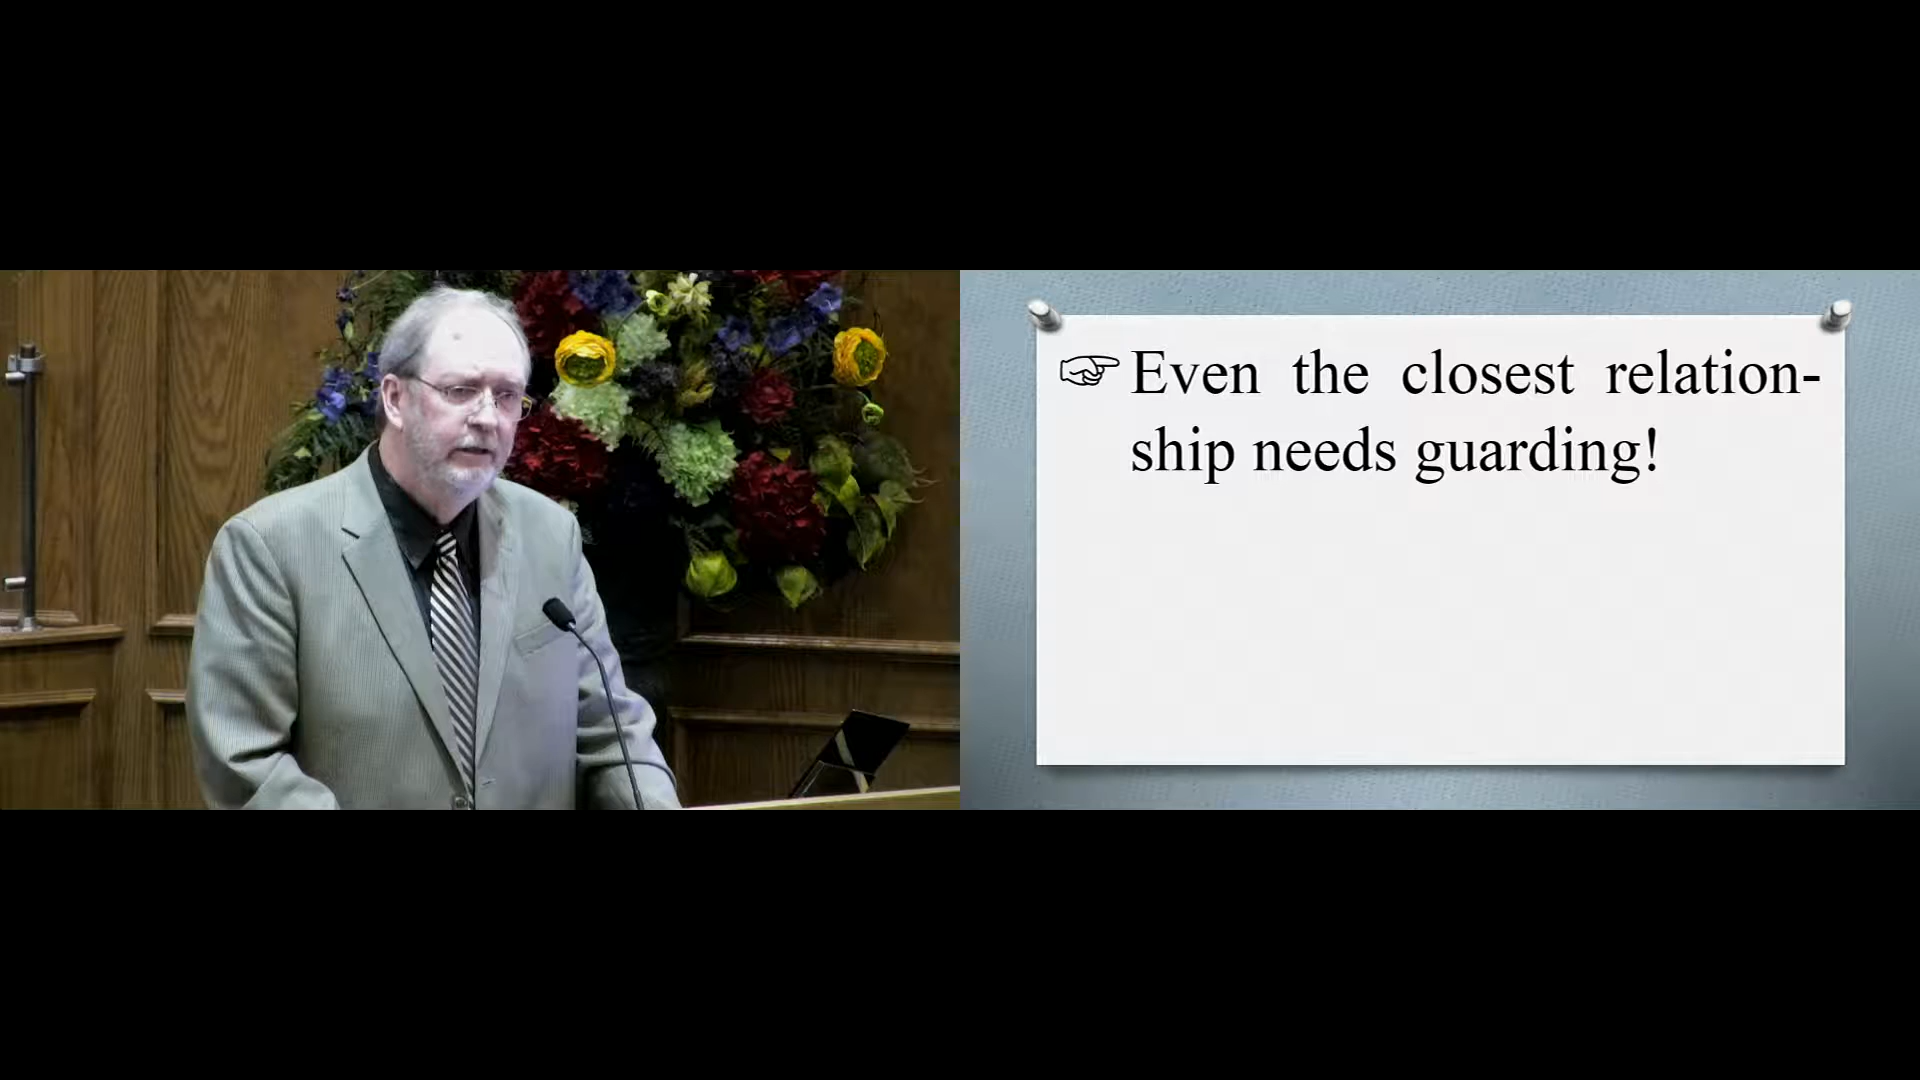 ☞ Even the closest relation-
ship needs guarding!